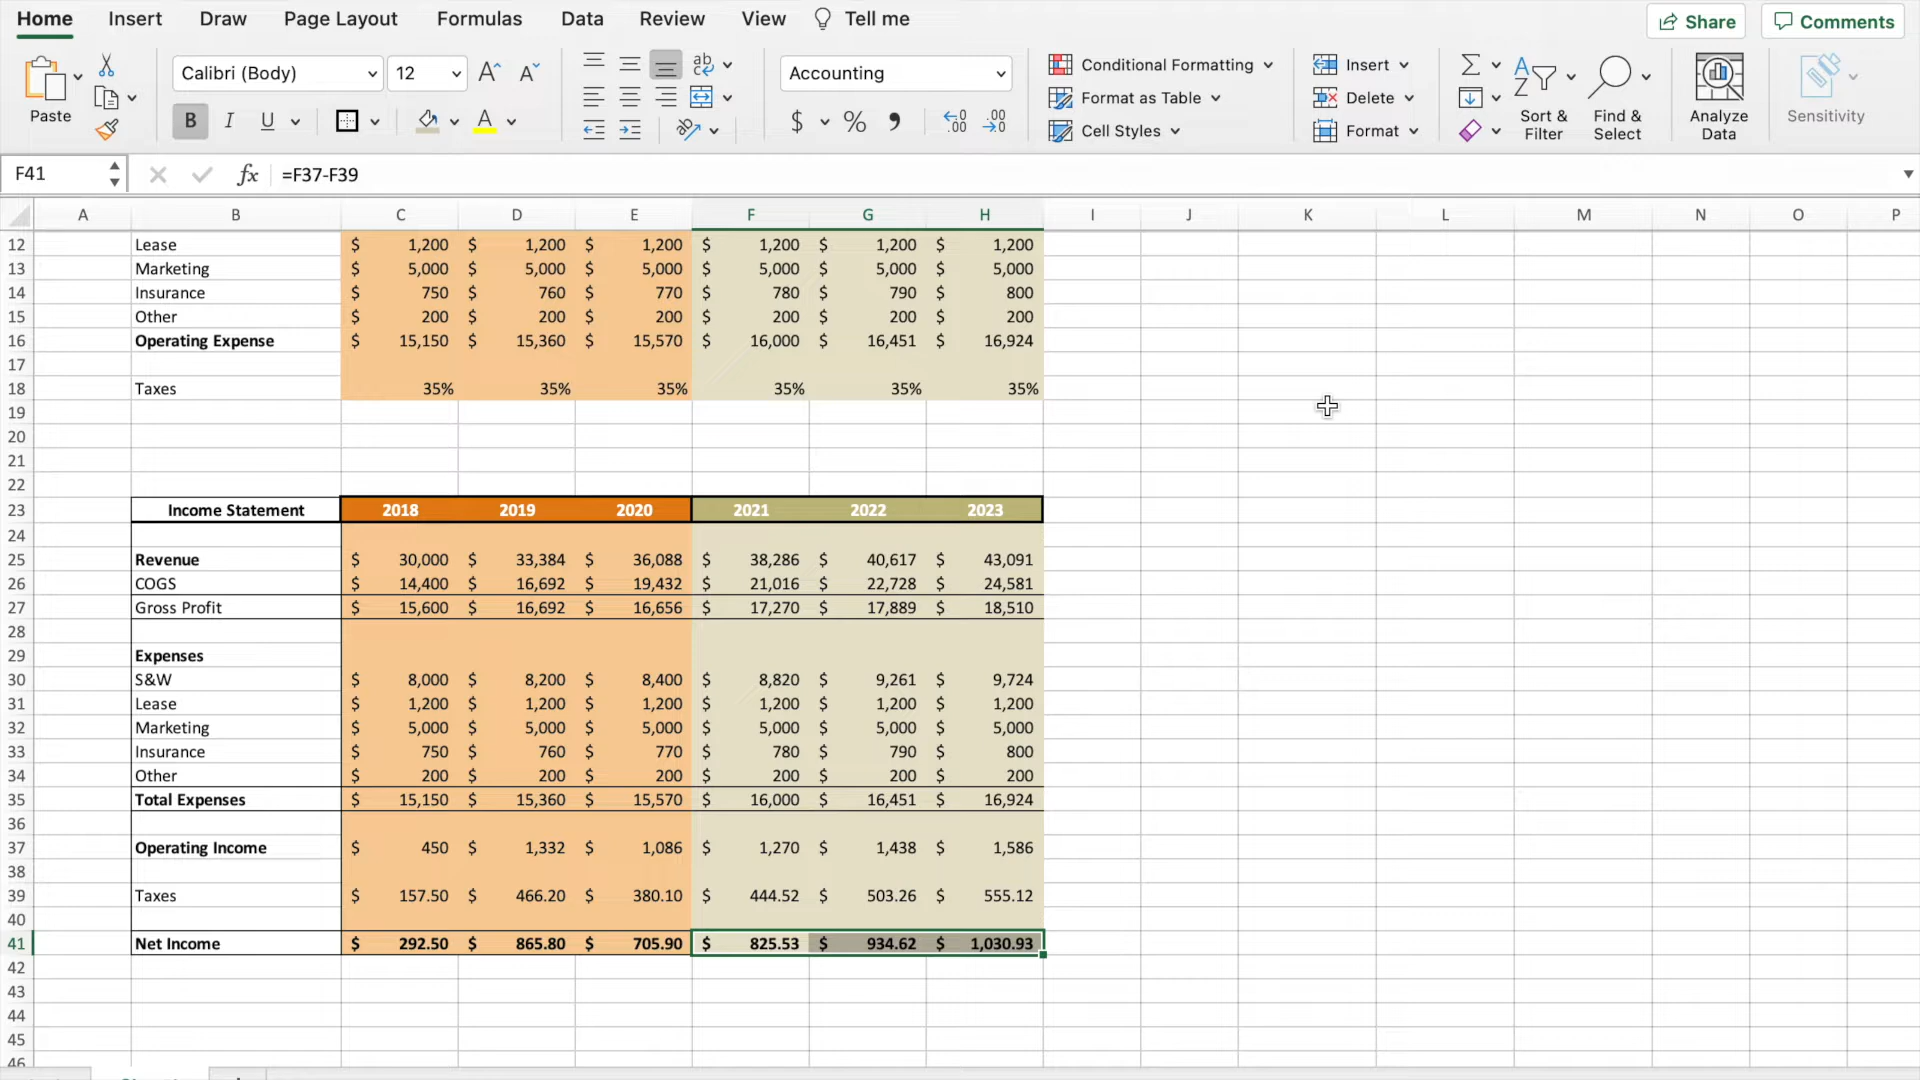 Home Insert Draw Page Layout Formulas Data Review View Tell me Share Comments
Calibri (Body) 12 ab Accounting Conditional Formatting Insert
Format as Table Delete
Paste B I U A $ % Cell Styles Format Sort & Filter Find & Select Analyze Data Sensitivity
F41 fx =F37-F39
A B C D E F G H I J K L M N O P
12 Lease $ 1,200 $ 1,200 $ 1,200 $ 1,200 $ 1,200 $ 1,200
13 Marketing $ 5,000 $ 5,000 $ 5,000 $ 5,000 $ 5,000 $ 5,000
14 Insurance $ 750 $ 760 $ 770 $ 780 $ 790 $ 800
15 Other $ 200 $ 200 $ 200 $ 200 $ 200 $ 200
16 Operating Expense $ 15,150 $ 15,360 $ 15,570 $ 16,000 $ 16,451 $ 16,924
17
18 Taxes 35% 35% 35% 35% 35% 35%
19
20
21
22
23 Income Statement 2018 2019 2020 2021 2022 2023
24
25 Revenue $ 30,000 $ 33,384 $ 36,088 $ 38,286 $ 40,617 $ 43,091
26 COGS $ 14,400 $ 16,692 $ 19,432 $ 21,016 $ 22,728 $ 24,581
27 Gross Profit $ 15,600 $ 16,692 $ 16,656 $ 17,270 $ 17,889 $ 18,510
28
29 Expenses
30 S&W $ 8,000 $ 8,200 $ 8,400 $ 8,820 $ 9,261 $ 9,724
31 Lease $ 1,200 $ 1,200 $ 1,200 $ 1,200 $ 1,200 $ 1,200
32 Marketing $ 5,000 $ 5,000 $ 5,000 $ 5,000 $ 5,000 $ 5,000
33 Insurance $ 750 $ 760 $ 770 $ 780 $ 790 $ 800
34 Other $ 200 $ 200 $ 200 $ 200 $ 200 $ 200
35 Total Expenses $ 15,150 $ 15,360 $ 15,570 $ 16,000 $ 16,451 $ 16,924
36
37 Operating Income $ 450 $ 1,332 $ 1,086 $ 1,270 $ 1,438 $ 1,586
38
39 Taxes $ 157.50 $ 466.20 $ 380.10 $ 444.52 $ 503.26 $ 555.12
40
41 Net Income $ 292.50 $ 865.80 $ 705.90 $ 825.53 $ 934.62 $ 1,030.93
42
43
44
45
46